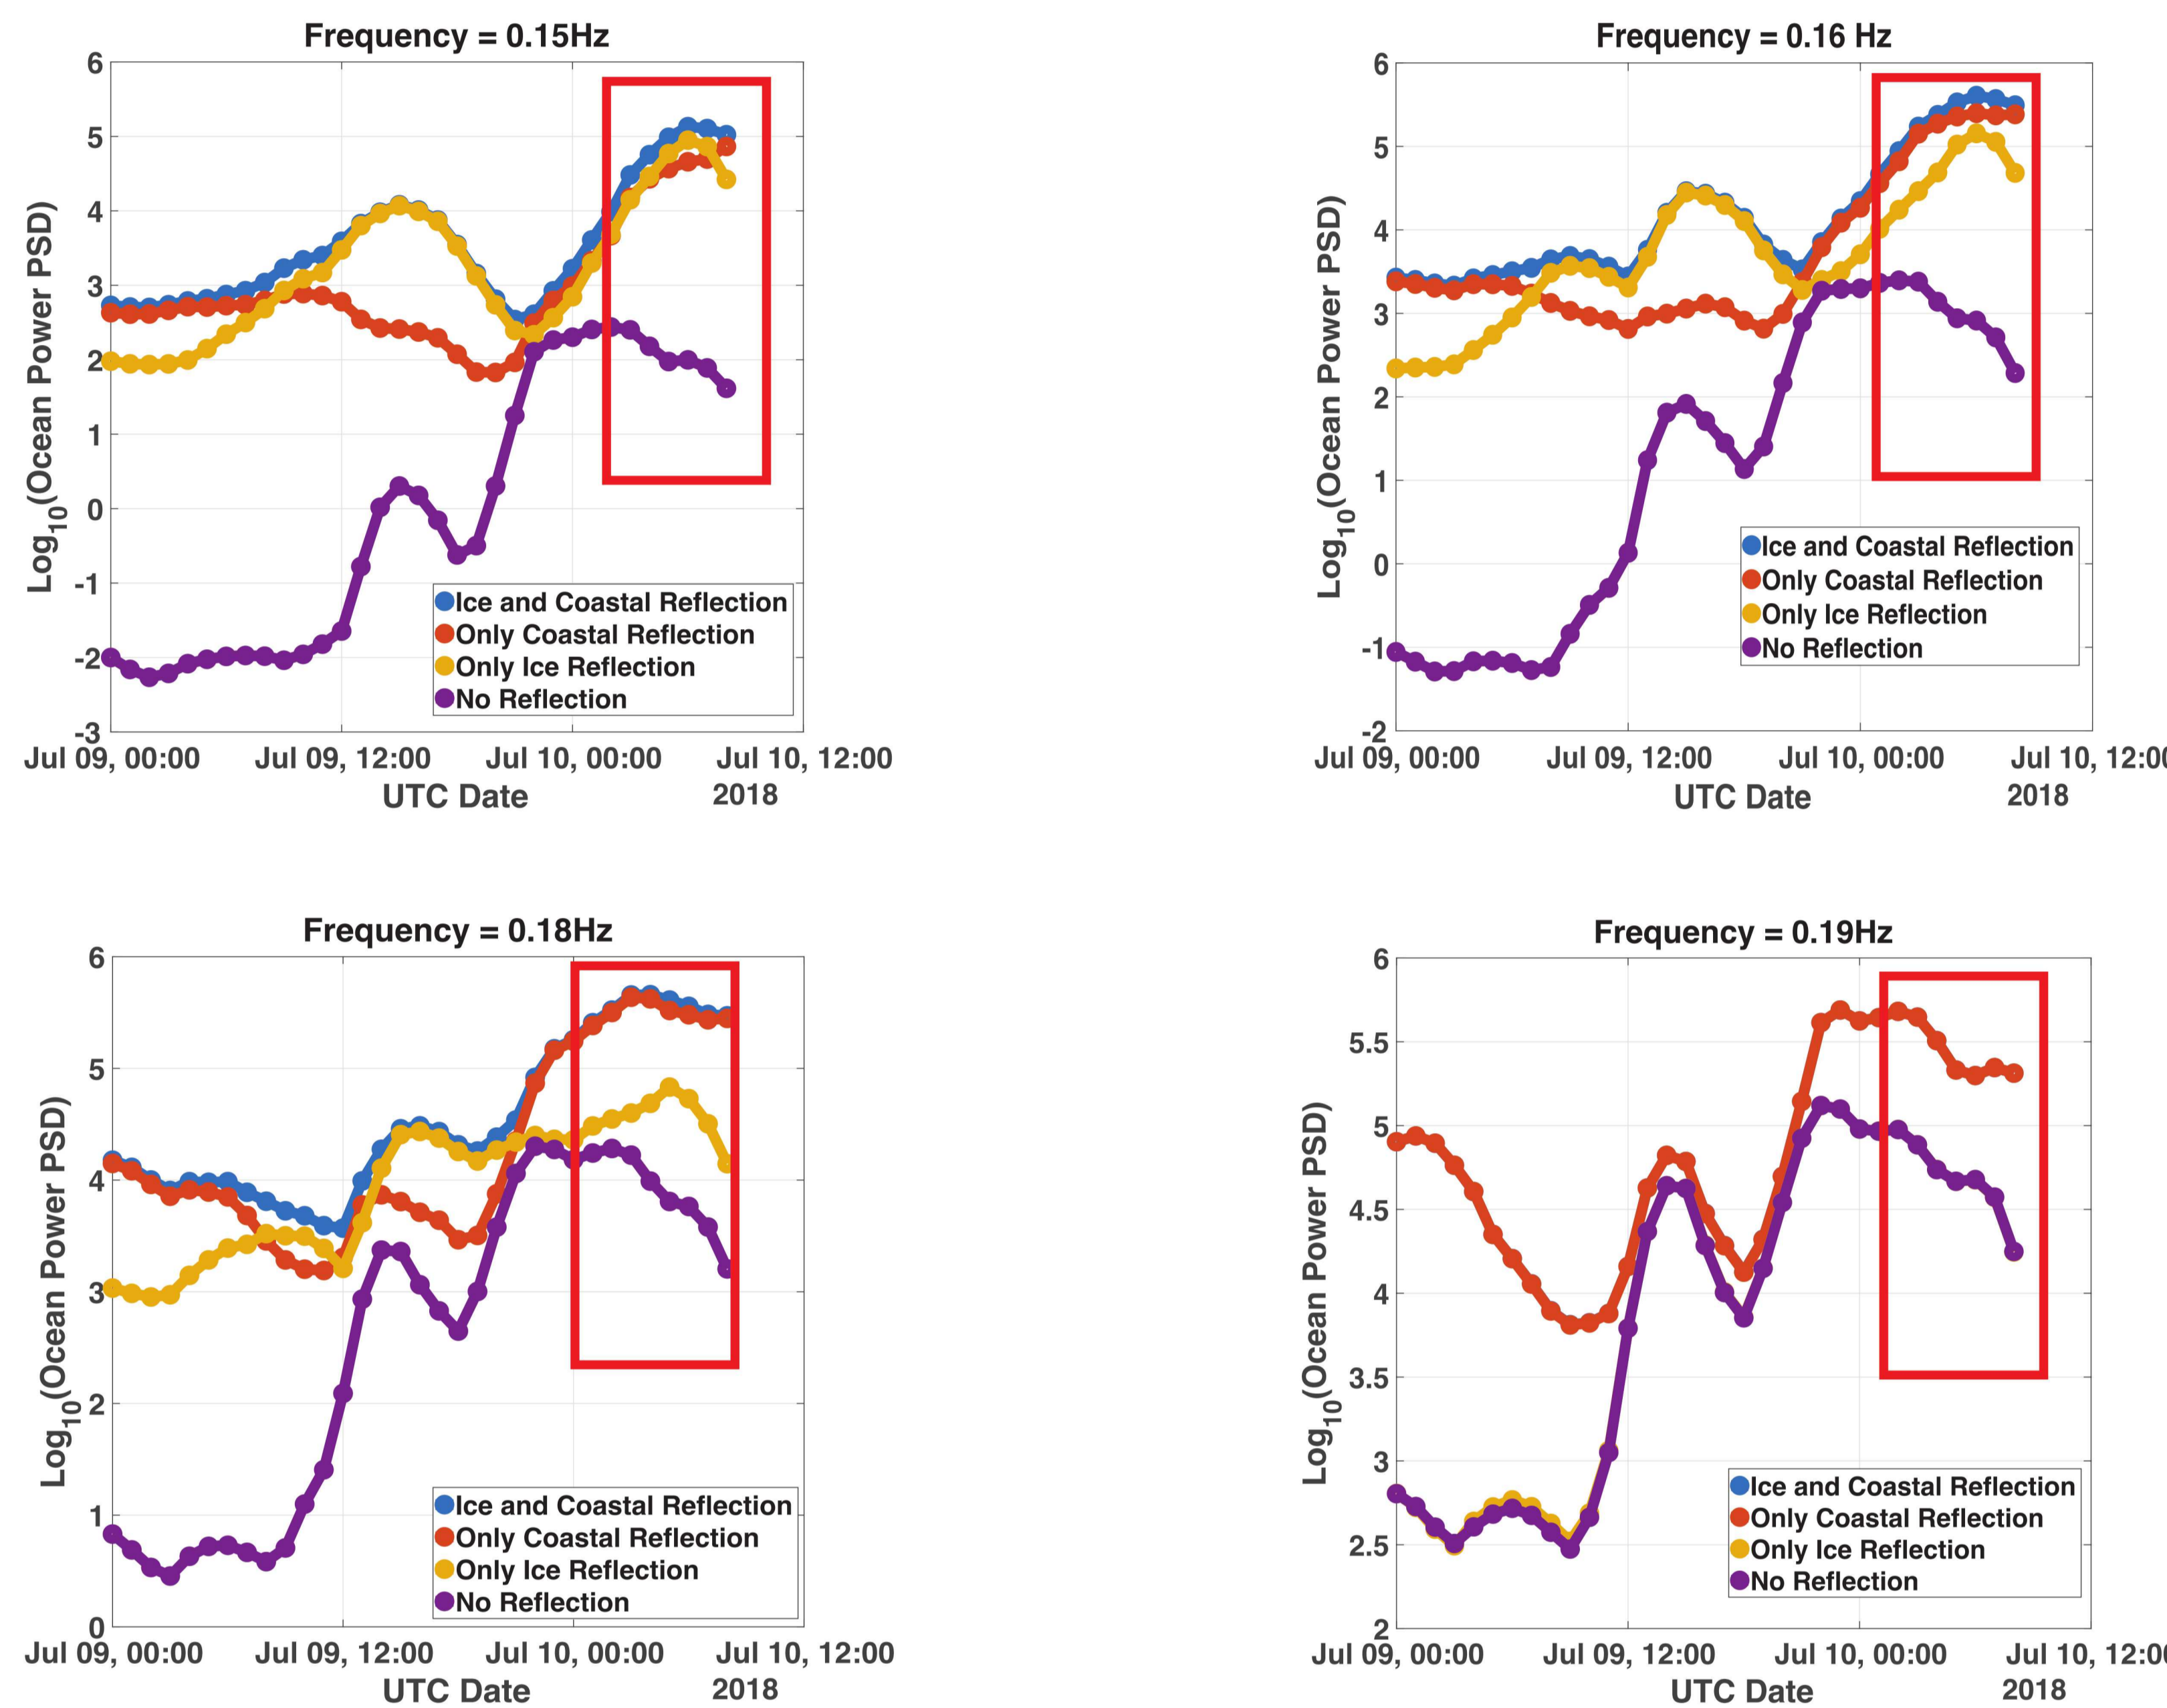 Frequency = 0.15Hz
6
5
4
3
2
1
0
-1
-2
-3
Log10(Ocean Power PSD)
Ice and Coastal Reflection
Only Coastal Reflection
Only Ice Reflection
No Reflection
Jul 09, 00:00 Jul 09, 12:00 Jul 10, 00:00 Jul 10, 12:00
UTC Date 2018
Frequency = 0.16 Hz
6
5
4
3
2
1
0
-1
-2
Log10(Ocean Power PSD)
Ice and Coastal Reflection
Only Coastal Reflection
Only Ice Reflection
No Reflection
Jul 09, 00:00 Jul 09, 12:00 Jul 10, 00:00 Jul 10, 12:00
UTC Date 2018
Frequency = 0.18Hz
6
5
4
3
2
1
0
Log10(Ocean Power PSD)
Ice and Coastal Reflection
Only Coastal Reflection
Only Ice Reflection
No Reflection
Jul 09, 00:00 Jul 09, 12:00 Jul 10, 00:00 Jul 10, 12:00
UTC Date 2018
Frequency = 0.19Hz
6
5.5
5
4.5
4
3.5
3
2.5
2
Log10(Ocean Power PSD)
Ice and Coastal Reflection
Only Coastal Reflection
Only Ice Reflection
No Reflection
Jul 09, 00:00 Jul 09, 12:00 Jul 10, 00:00 Jul 10, 12:00
UTC Date 2018